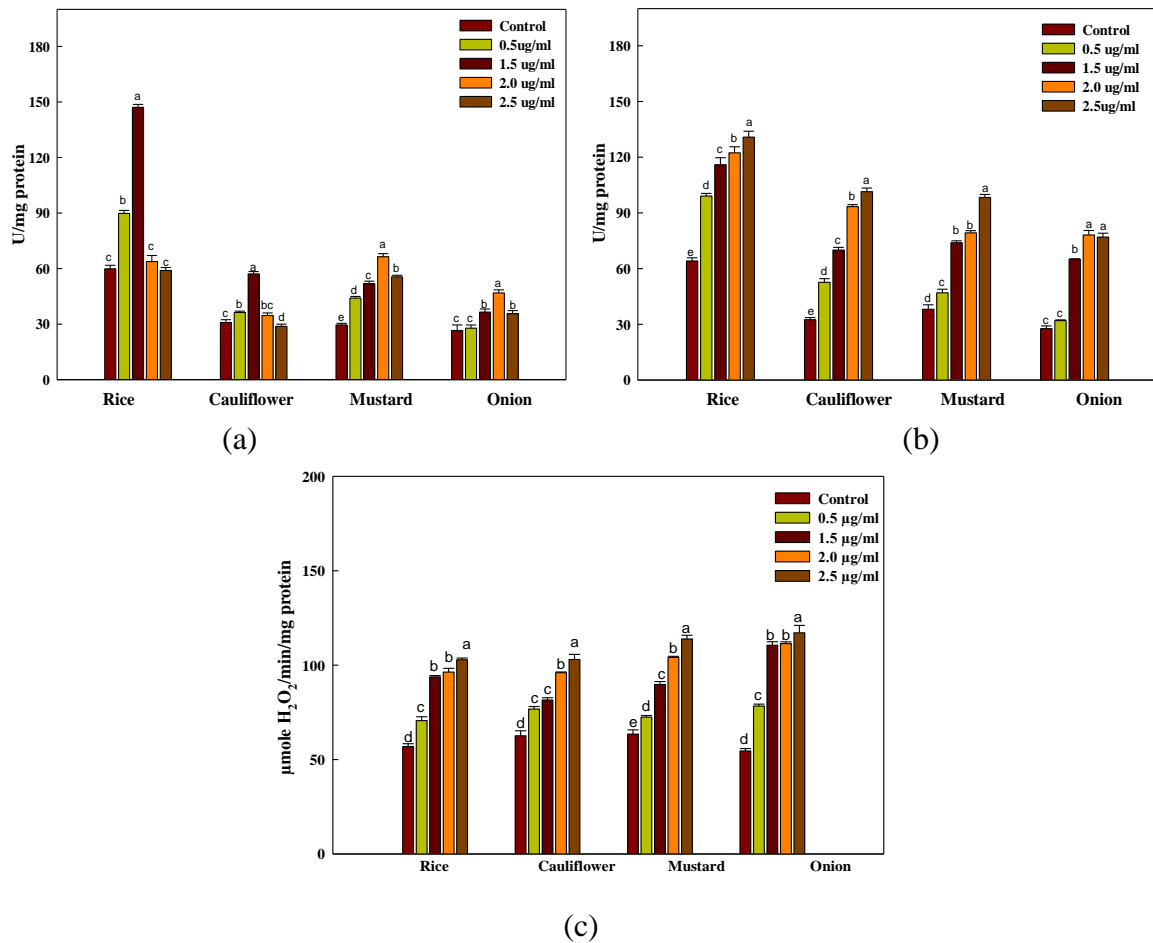 Control
0.5ug/ml
1.5 ug/ml
2.0 ug/ml
2.5 ug/ml
U/mg protein
180
150
120
90
60
30
0
c b a c c
c b a bc d
e d c a b
c c b a b
Rice Cauliflower Mustard Onion
(a)
Control
0.5 ug/ml
1.5 ug/ml
2.0 ug/ml
2.5ug/ml
U/mg protein
180
150
120
90
60
30
0
e d c b a
e d c b a
d c b b a
c c b a a
Rice Cauliflower Mustard Onion
(b)
Control
0.5 µg/ml
1.5 µg/ml
2.0 µg/ml
2.5 µg/ml
µmole H₂O₂/min/mg protein
200
150
100
50
0
d c b b a
d c c b a
e d c b a
d c b b a
Rice Cauliflower Mustard Onion
(c)